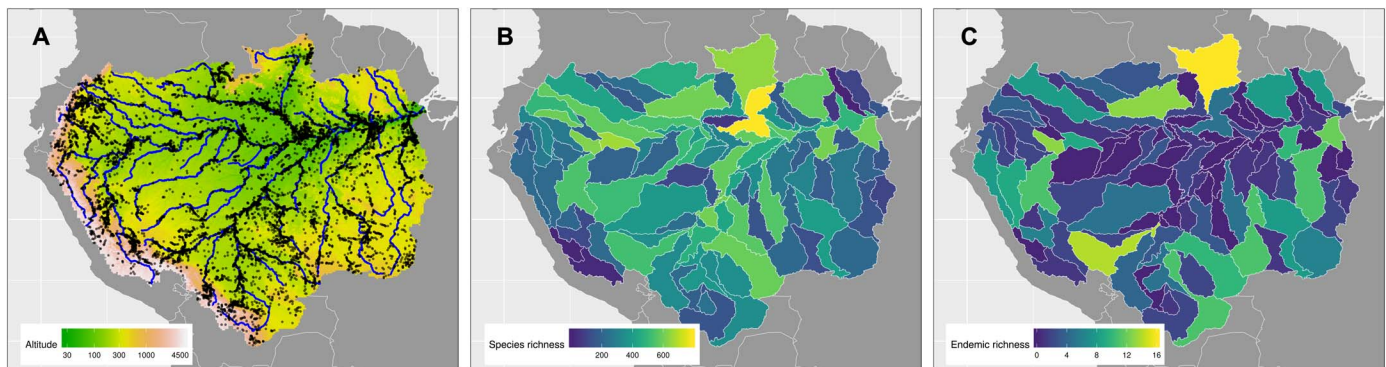 A
B
C
Altitude
30 100 300 1000 4500
Species richness
200 400 600
Endemic richness
0 4 8 12 16